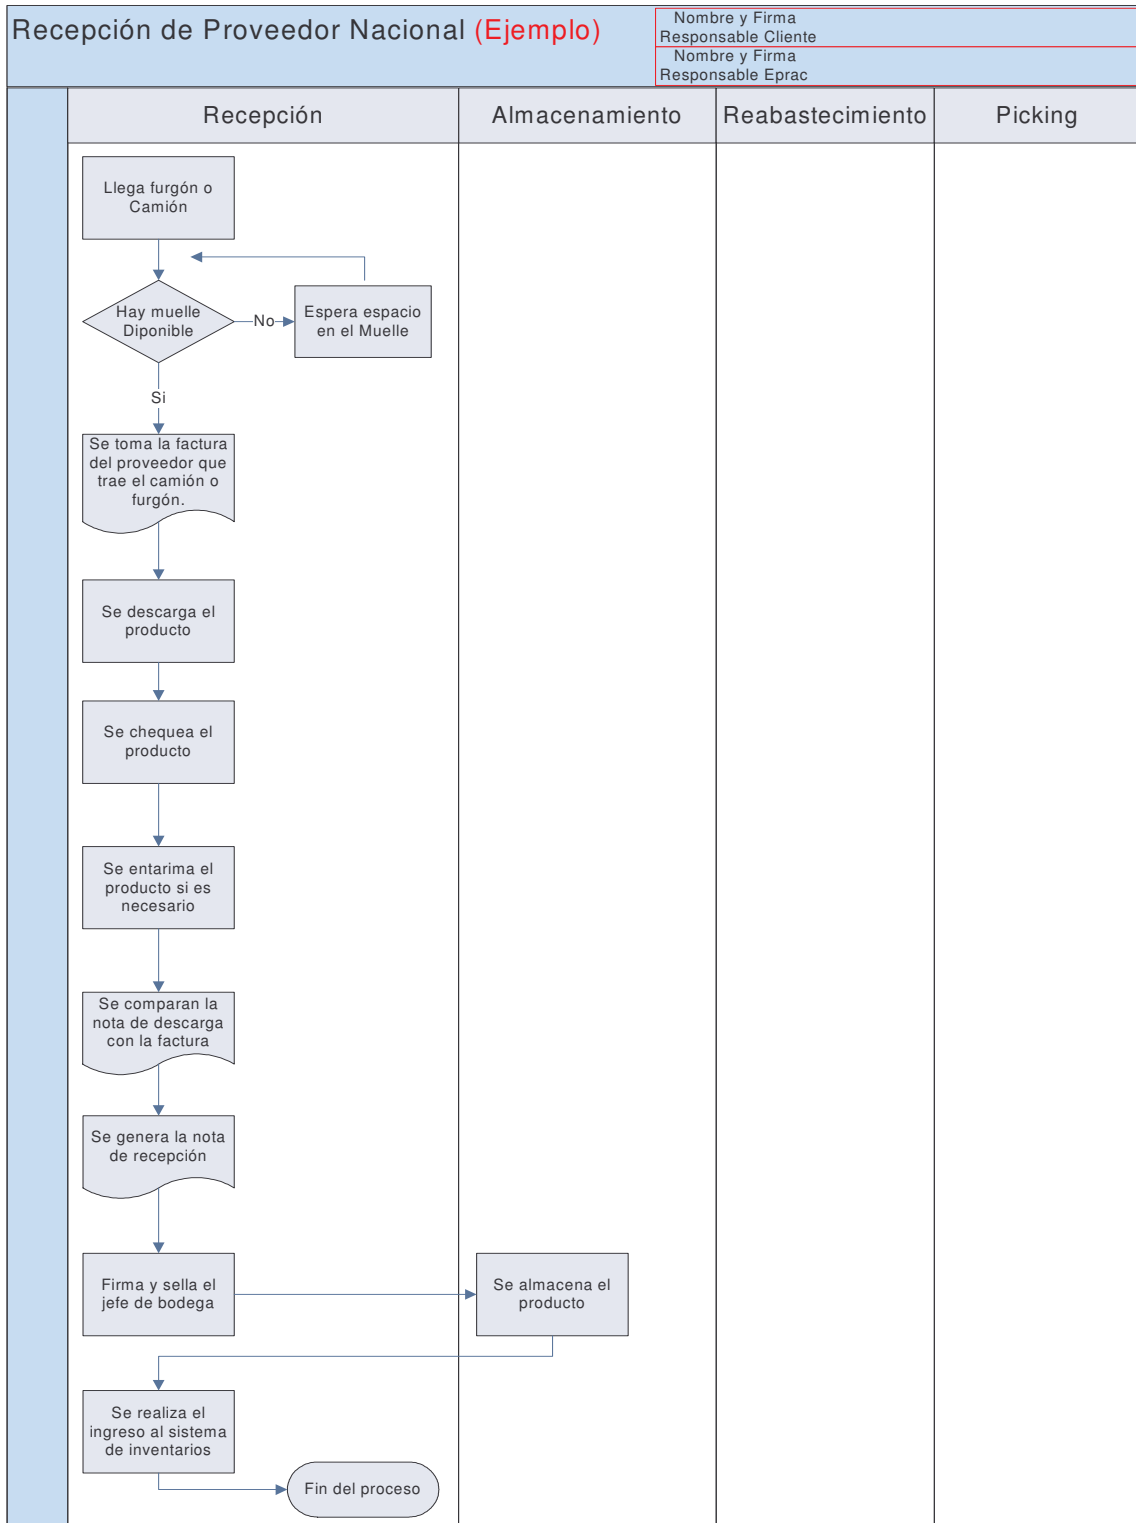 Recepción de Proveedor Nacional (Ejemplo)
Nombre y Firma
Responsable Cliente
Nombre y Firma
Responsable Eprac
Recepción
Almacenamiento
Reabastecimiento
Picking
Llega furgón o
Camión
Hay muelle
Diponible
No
Espera espacio
en el Muelle
Si
Se toma la factura
del proveedor que
trae el camión o
furgón.
Se descarga el
producto
Se chequea el
producto
Se entarima el
producto si es
necesario
Se comparan la
nota de descarga
con la factura
Se genera la nota
de recepción
Firma y sella el
jefe de bodega
Se almacena el
producto
Se realiza el
ingreso al sistema
de inventarios
Fin del proceso